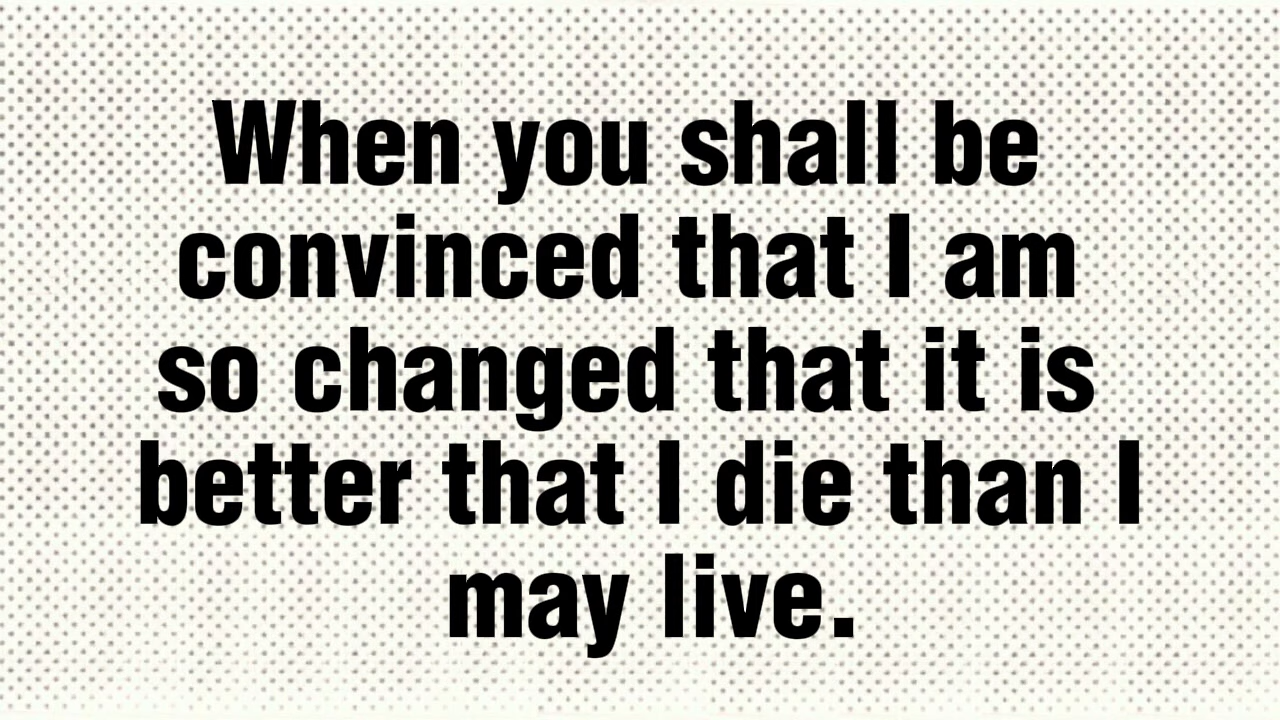 When you shall be
convinced that I am
so changed that it is
better that I die than I
may live.